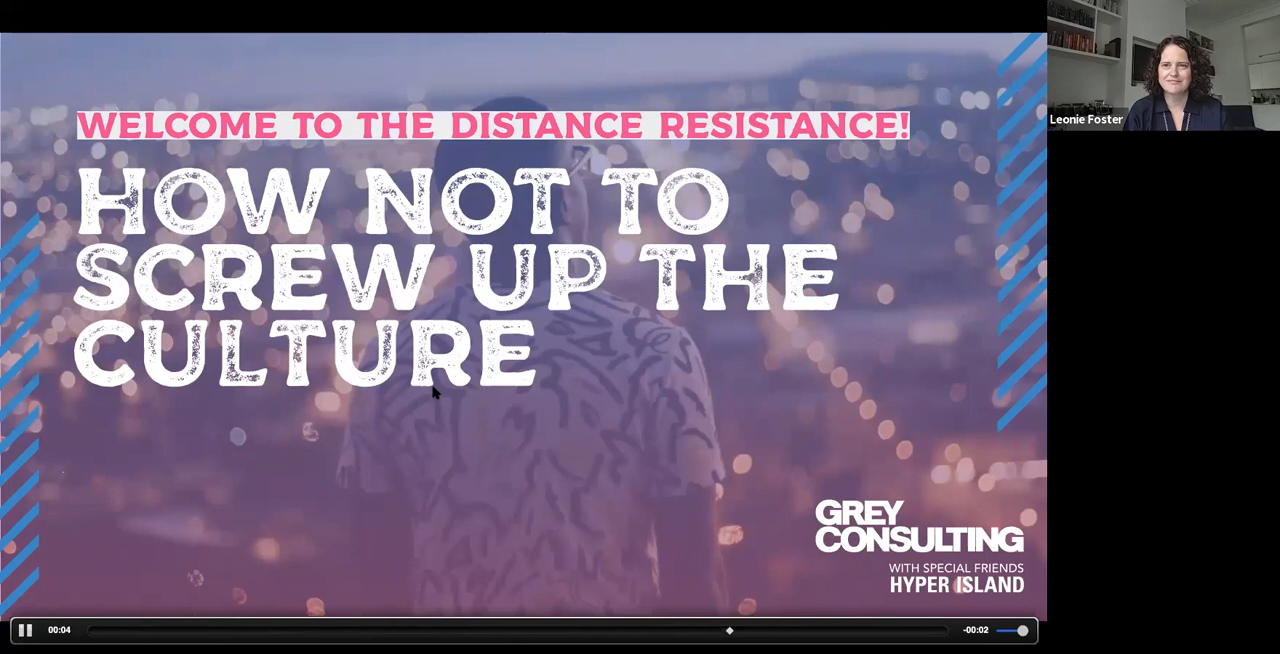 WELCOME TO THE DISTANCE RESISTANCE!
HOW NOT TO
SCREW UP THE
CULTURE
GREY
CONSULTING
WITH SPECIAL FRIENDS
HYPER ISLAND
00:04
-00:02
Leonie Foster